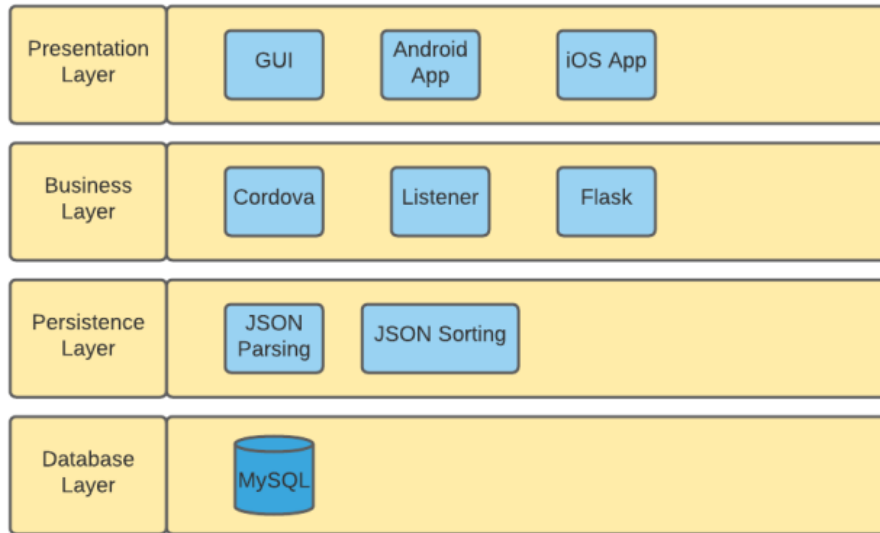 Presentation
Layer
GUI
Android
App
iOS App
Business
Layer
Cordova
Listener
Flask
Persistence
Layer
JSON
Parsing
JSON Sorting
Database
Layer
MySQL